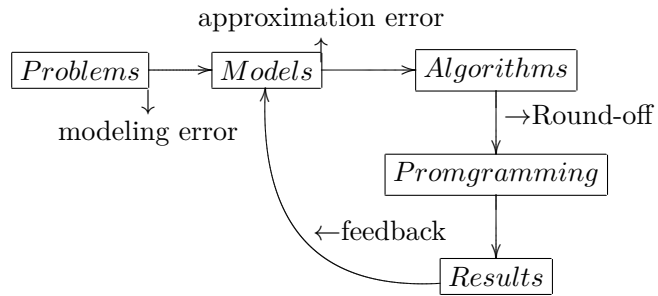 approximation error
Problems Models Algorithms
modeling error
→Round-off
Promgramming
←feedback
Results